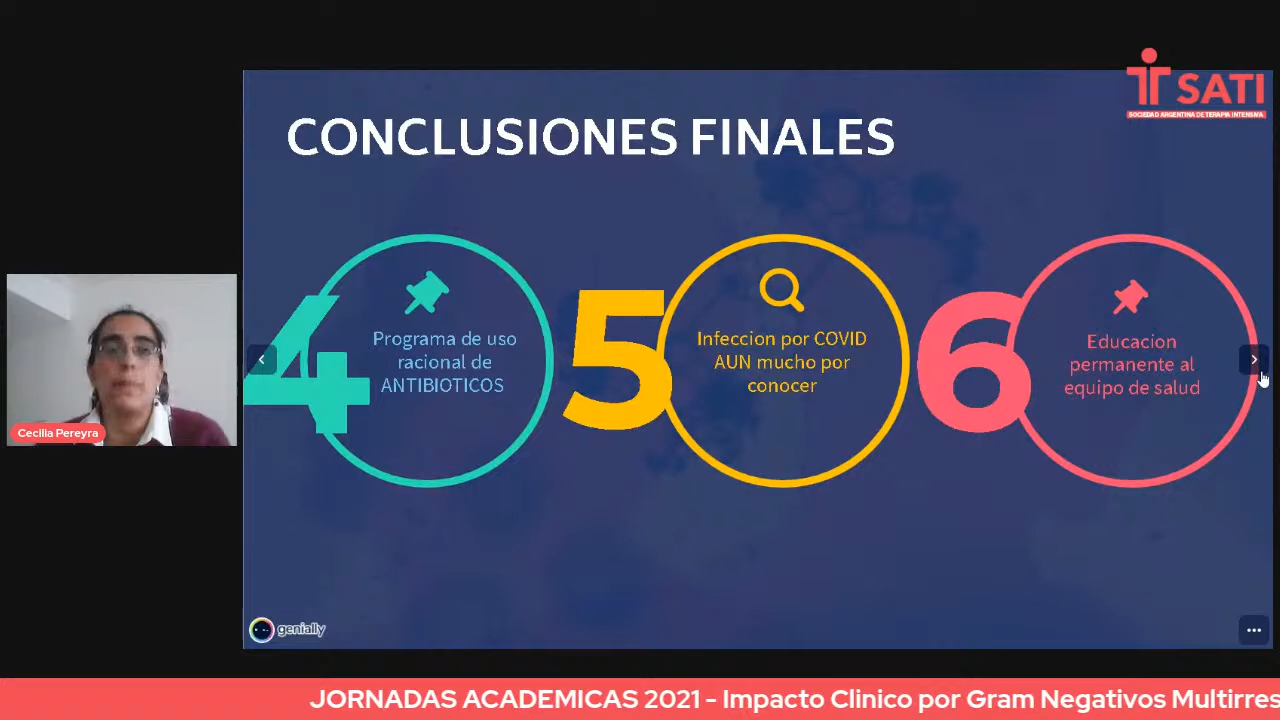 SATI
SOCIEDAD ARGENTINA DE TERAPIA INTENSIVA
CONCLUSIONES FINALES
4
Programa de uso
racional de
ANTIBIOTICOS
5
Infeccion por COVID
AUN mucho por
conocer
6
Educacion
permanente al
equipo de salud
Cecilia Pereyra
genially
JORNADAS ACADEMICAS 2021 - Impacto Clinico por Gram Negativos Multirres